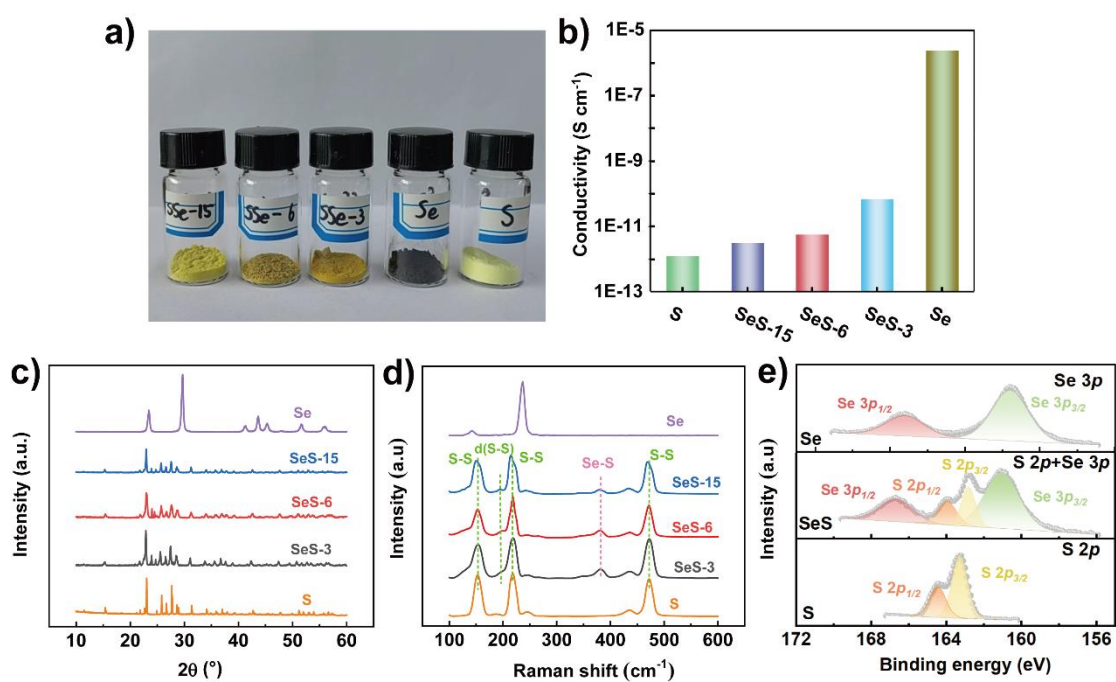 a)
SSe-15
SSe-6
SSe-3
Se
S
b)
Conductivity (S cm⁻¹)
1E-5
1E-7
1E-9
1E-11
1E-13
S
SeS-15
SeS-6
SeS-3
Se
c)
Intensity (a.u.)
Se
SeS-15
SeS-6
SeS-3
S
10 20 30 40 50 60
2θ (°)
d)
Intensity (a.u)
Se
d(S-S)
S-S S-S Se-S S-S
SeS-15
SeS-6
SeS-3
S
100 200 300 400 500 600
Raman shift (cm⁻¹)
e)
Intensity (a.u)
Se 3p
Se 3p1/2
Se 3p3/2
Se
S 2p+Se 3p
Se 3p1/2
S 2p1/2
S 2p3/2
Se 3p3/2
SeS
S 2p
S 2p1/2
S 2p3/2
S
172 168 164 160 156
Binding energy (eV)